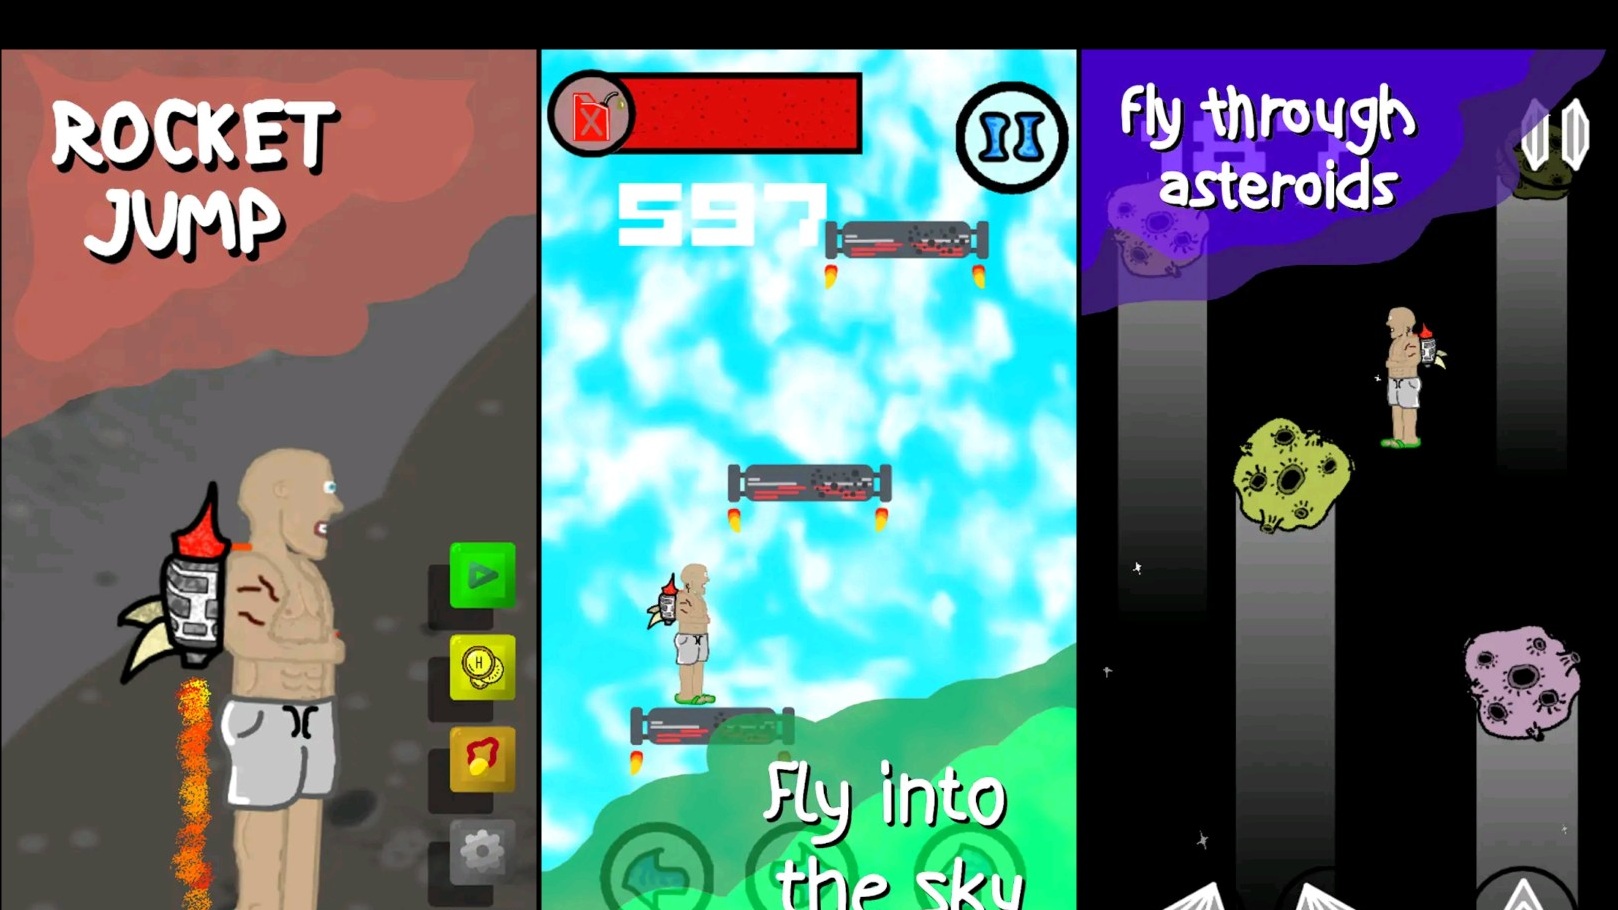 ROCKET
JUMP
597
Fly into
the sky
fly through
asteroids
H